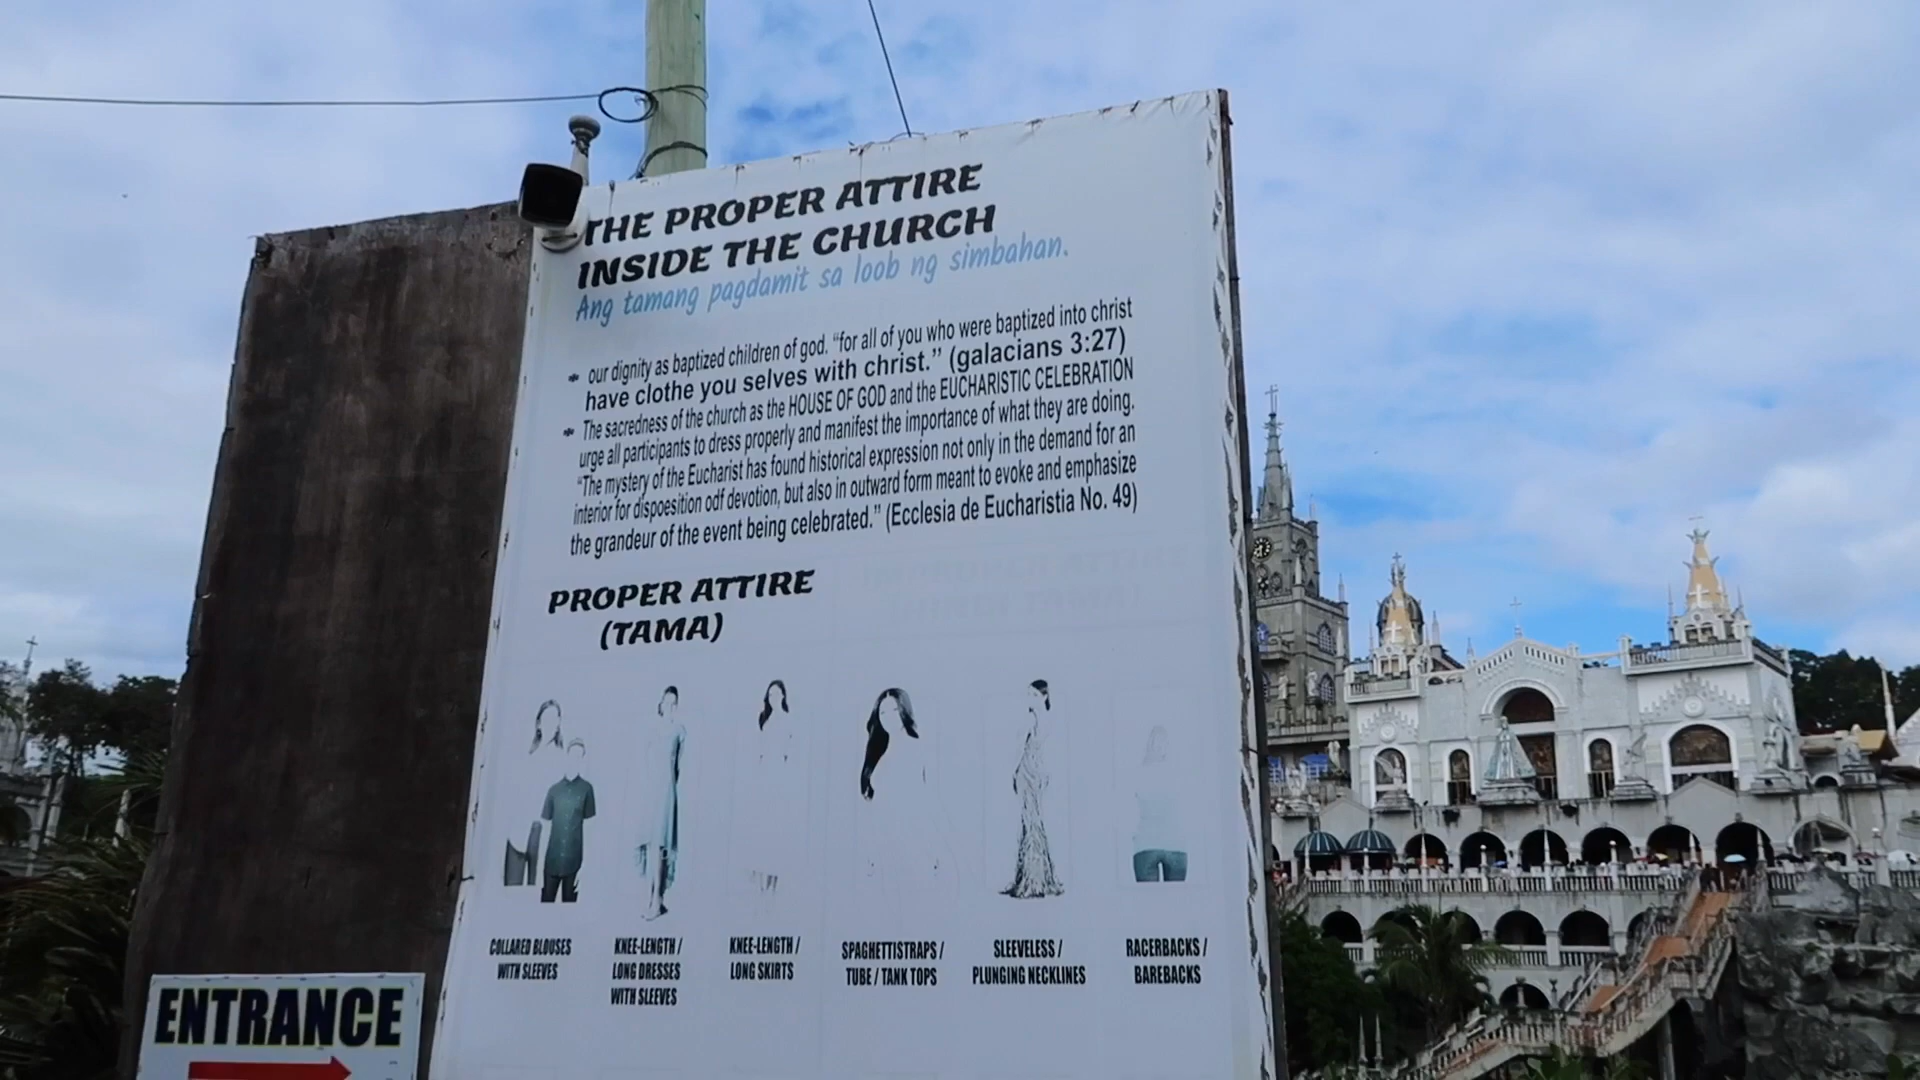 THE PROPER ATTIRE
INSIDE THE CHURCH
Ang tamang pagdamit sa loob ng simbahan.
* our dignity as baptized children of god. “for all of you who were baptized into christ
have clothe you selves with christ.” (galacians 3:27)
* The sacredness of the church as the HOUSE OF GOD and the EUCHARISTIC CELEBRATION
urge all participants to dress properly and manifest the importance of what they are doing.
“The mystery of the Eucharist has found historical expression not only in the demand for an
interior for dispoesition odf devotion, but also in outward form meant to evoke and emphasize
the grandeur of the event being celebrated.” (Ecclesia de Eucharistia No. 49)
PROPER ATTIRE
(TAMA)
COLLARED BLOUSES
WITH SLEEVES
KNEE-LENGTH /
LONG DRESSES
WITH SLEEVES
KNEE-LENGTH /
LONG SKIRTS
SPAGHETTISTRAPS /
TUBE / TANK TOPS
SLEEVELESS /
PLUNGING NECKLINES
RACERBACKS /
BAREBACKS
ENTRANCE